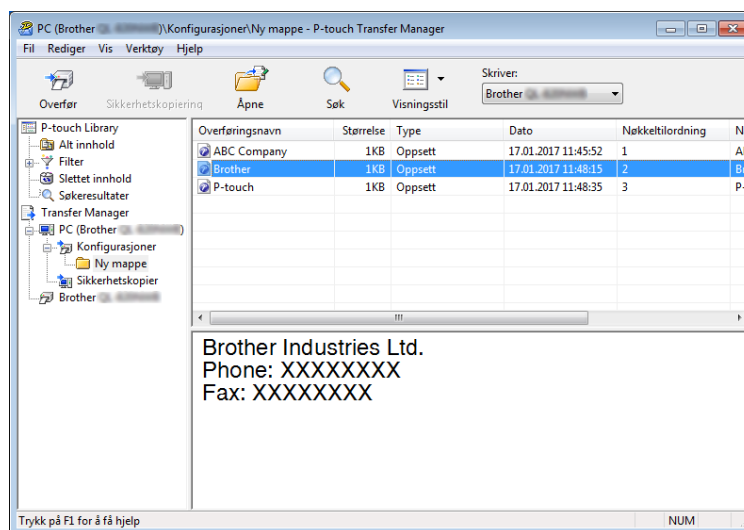 PC (Brother )\Konfigurasjoner\Ny mappe - P-touch Transfer Manager
Fil Rediger Vis Verktøy Hjelp
Overfør Sikkerhetskopiering Åpne Søk Visningsstil
Skriver:
Brother
P-touch Library
Alt innhold
Filter
Slettet innhold
Søkeresultater
Transfer Manager
PC (Brother )
Konfigurasjoner
Ny mappe
Sikkerhetskopier
Brother
Overføringsnavn Størrelse Type Dato Nøkkeltilordning N
ABC Company 1KB Oppsett 17.01.2017 11:45:52 1
Brother 1KB Oppsett 17.01.2017 11:48:15 2 Br
P-touch 1KB Oppsett 17.01.2017 11:48:35 3 P-
Brother Industries Ltd.
Phone: XXXXXXXX
Fax: XXXXXXXX
Trykk på F1 for å få hjelp NUM